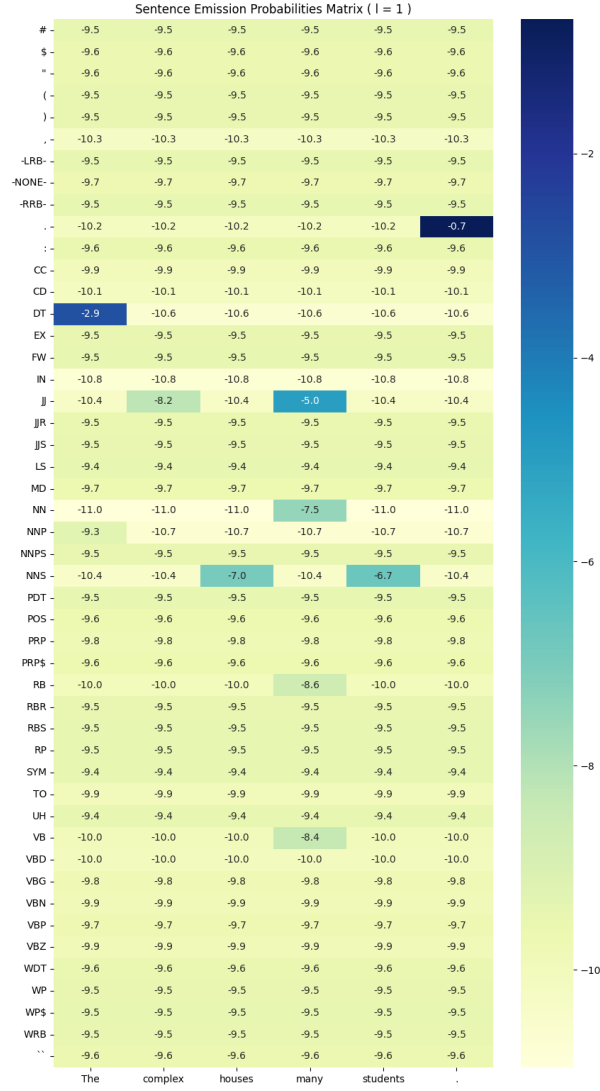 Sentence Emission Probabilities Matrix ( l = 1 )
# -9.5 -9.5 -9.5 -9.5 -9.5 -9.5
$ -9.6 -9.6 -9.6 -9.6 -9.6 -9.6
" -9.6 -9.6 -9.6 -9.6 -9.6 -9.6
( -9.5 -9.5 -9.5 -9.5 -9.5 -9.5
) -9.5 -9.5 -9.5 -9.5 -9.5 -9.5
, -10.3 -10.3 -10.3 -10.3 -10.3 -10.3
-LRB- -9.5 -9.5 -9.5 -9.5 -9.5 -9.5
-NONE- -9.7 -9.7 -9.7 -9.7 -9.7 -9.7
-RRB- -9.5 -9.5 -9.5 -9.5 -9.5 -9.5
. -10.2 -10.2 -10.2 -10.2 -10.2 -0.7
: -9.6 -9.6 -9.6 -9.6 -9.6 -9.6
CC -9.9 -9.9 -9.9 -9.9 -9.9 -9.9
CD -10.1 -10.1 -10.1 -10.1 -10.1 -10.1
DT -2.9 -10.6 -10.6 -10.6 -10.6 -10.6
EX -9.5 -9.5 -9.5 -9.5 -9.5 -9.5
FW -9.5 -9.5 -9.5 -9.5 -9.5 -9.5
IN -10.8 -10.8 -10.8 -10.8 -10.8 -10.8
JJ -10.4 -8.2 -10.4 -5.0 -10.4 -10.4
JJR -9.5 -9.5 -9.5 -9.5 -9.5 -9.5
JJS -9.5 -9.5 -9.5 -9.5 -9.5 -9.5
LS -9.4 -9.4 -9.4 -9.4 -9.4 -9.4
MD -9.7 -9.7 -9.7 -9.7 -9.7 -9.7
NN -11.0 -11.0 -11.0 -7.5 -11.0 -11.0
NNP -9.3 -10.7 -10.7 -10.7 -10.7 -10.7
NNPS -9.5 -9.5 -9.5 -9.5 -9.5 -9.5
NNS -10.4 -10.4 -7.0 -10.4 -6.7 -10.4
PDT -9.5 -9.5 -9.5 -9.5 -9.5 -9.5
POS -9.6 -9.6 -9.6 -9.6 -9.6 -9.6
PRP -9.8 -9.8 -9.8 -9.8 -9.8 -9.8
PRP$ -9.6 -9.6 -9.6 -9.6 -9.6 -9.6
RB -10.0 -10.0 -10.0 -8.6 -10.0 -10.0
RBR -9.5 -9.5 -9.5 -9.5 -9.5 -9.5
RBS -9.5 -9.5 -9.5 -9.5 -9.5 -9.5
RP -9.5 -9.5 -9.5 -9.5 -9.5 -9.5
SYM -9.4 -9.4 -9.4 -9.4 -9.4 -9.4
TO -9.9 -9.9 -9.9 -9.9 -9.9 -9.9
UH -9.4 -9.4 -9.4 -9.4 -9.4 -9.4
VB -10.0 -10.0 -10.0 -8.4 -10.0 -10.0
VBD -10.0 -10.0 -10.0 -10.0 -10.0 -10.0
VBG -9.8 -9.8 -9.8 -9.8 -9.8 -9.8
VBN -9.9 -9.9 -9.9 -9.9 -9.9 -9.9
VBP -9.7 -9.7 -9.7 -9.7 -9.7 -9.7
VBZ -9.9 -9.9 -9.9 -9.9 -9.9 -9.9
WDT -9.6 -9.6 -9.6 -9.6 -9.6 -9.6
WP -9.5 -9.5 -9.5 -9.5 -9.5 -9.5
WP$ -9.5 -9.5 -9.5 -9.5 -9.5 -9.5
WRB -9.5 -9.5 -9.5 -9.5 -9.5 -9.5
`` -9.6 -9.6 -9.6 -9.6 -9.6 -9.6
The complex houses many students .
−2
−4
−6
−8
−10